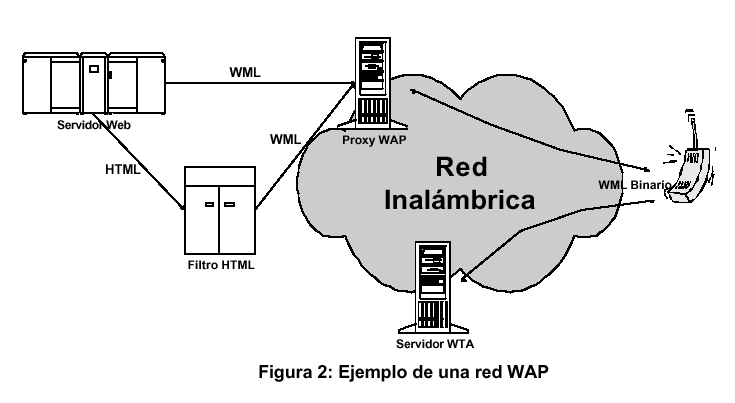 WML
Servidor Web
Proxy WAP
WML
HTML
Red
Inalámbrica
WML Binario
Filtro HTML
Servidor WTA
Figura 2: Ejemplo de una red WAP